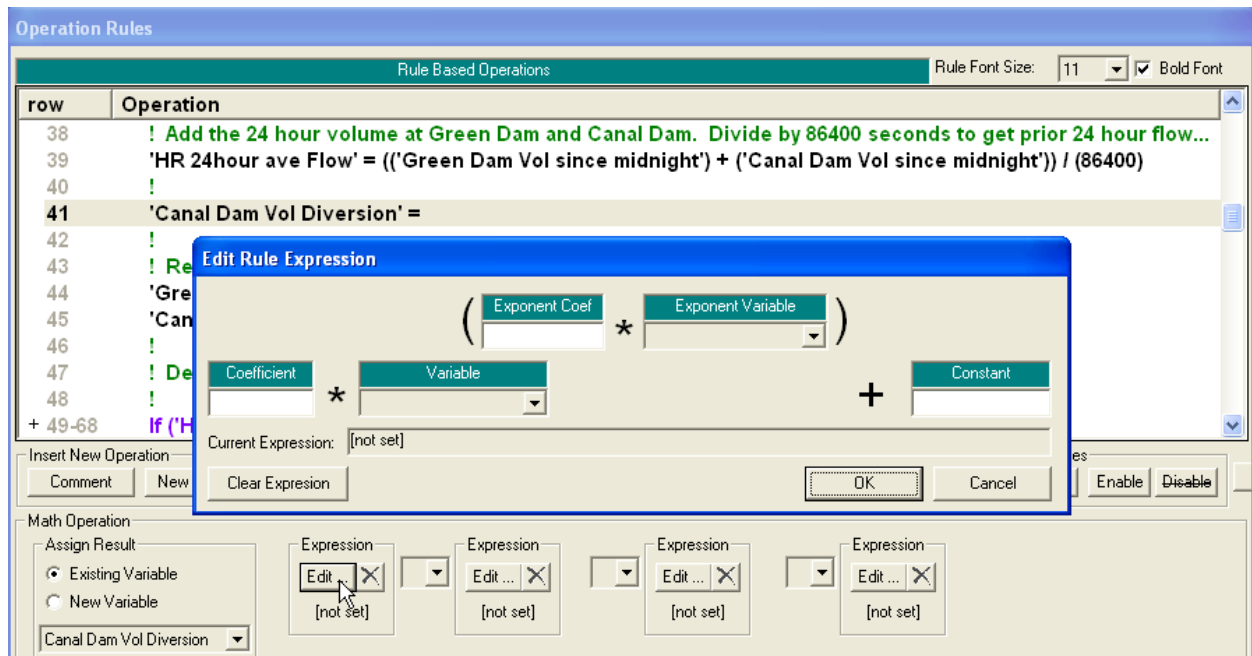 Operation Rules
Rule Based Operations Rule Font Size: 11 Bold Font
row Operation
38 ! Add the 24 hour volume at Green Dam and Canal Dam. Divide by 86400 seconds to get prior 24 hour flow...
39 'HR 24hour ave Flow' = (('Green Dam Vol since midnight') + ('Canal Dam Vol since midnight')) / (86400)
40 !
41 'Canal Dam Vol Diversion' =
42 !
43 ! Re
44 'Gre
45 'Can
46 !
47 ! De
48 !
+ 49-68 If ('H
Edit Rule Expression
( Exponent Coef * Exponent Variable )
Coefficient * Variable + Constant
Current Expression: [not set]
Clear Expresion OK Cancel
Insert New Operation es
Comment New Enable Disable
Math Operation
Assign Result Expression Expression Expression Expression
Existing Variable Edit ... Edit ... Edit ... Edit ...
New Variable [not set] [not set] [not set] [not set]
Canal Dam Vol Diversion